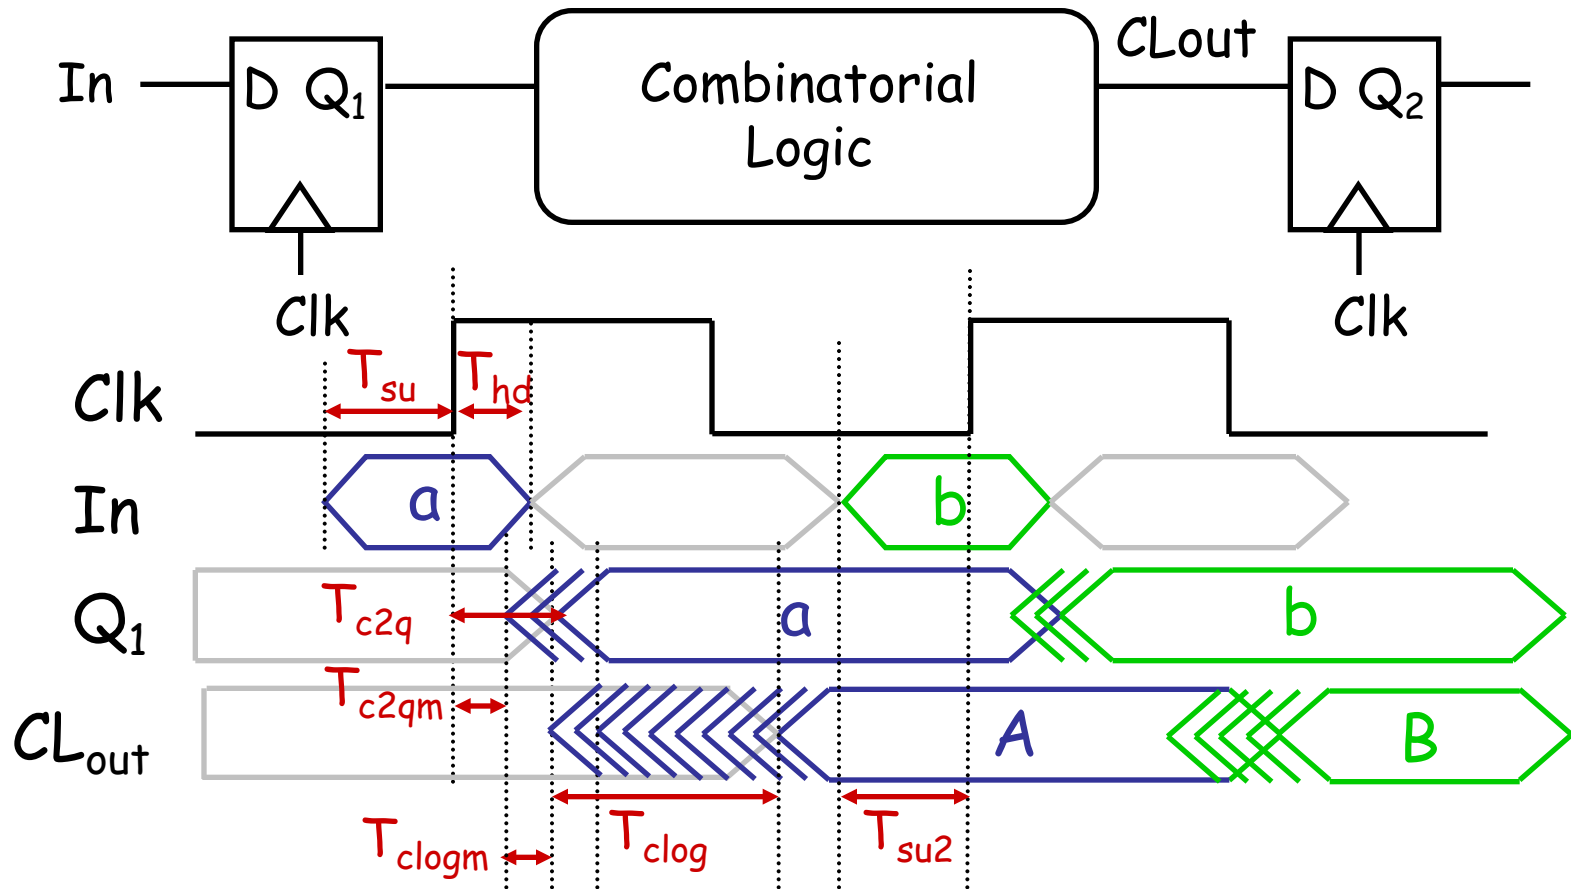 In
D Q1
Combinatorial
Logic
CLout
D Q2
Clk
Clk
Clk
Tsu
Thd
In
a
b
Q1
Tc2q
a
b
Tc2qm
CLout
A
B
Tclogm
Tclog
Tsu2